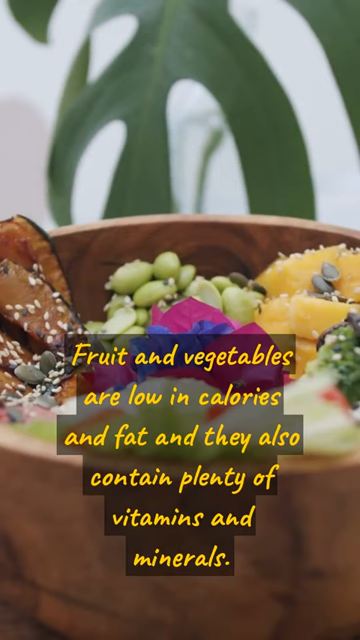 Fruit and vegetables
are low in calories
and fat and they also
contain plenty of
vitamins and
minerals.